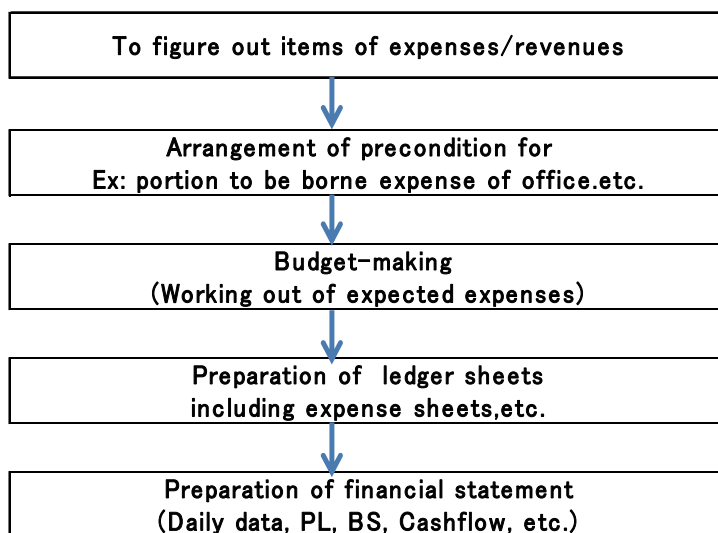 To figure out items of expenses/revenues
Arrangement of precondition for
Ex: portion to be borne expense of office.etc.
Budget-making
(Working out of expected expenses)
Preparation of ledger sheets
including expense sheets,etc.
Preparation of financial statement
(Daily data, PL, BS, Cashflow, etc.)